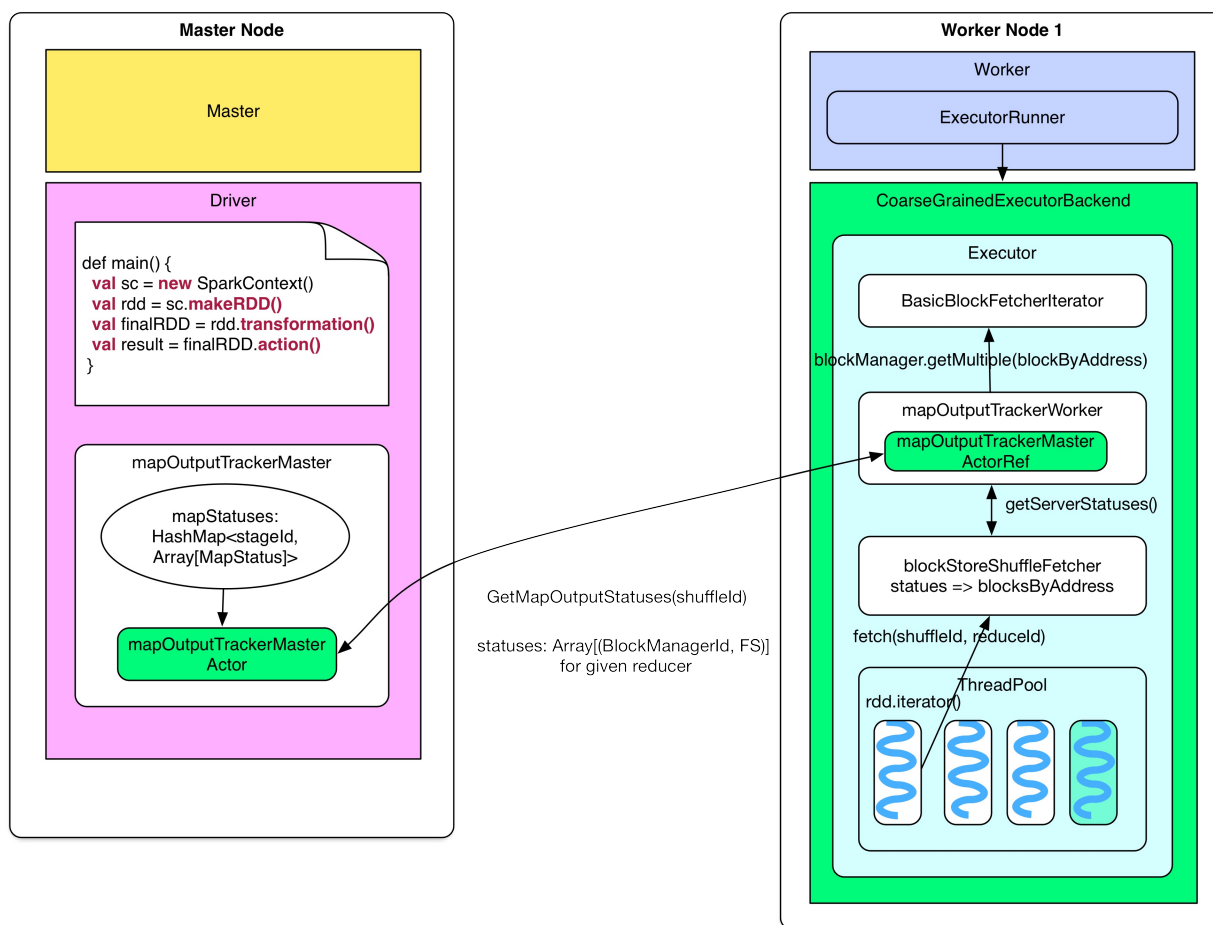 Master Node
Master
Driver
def main() {
val sc = new SparkContext()
val rdd = sc.makeRDD()
val finalRDD = rdd.transformation()
val result = finalRDD.action()
}
mapOutputTrackerMaster
mapStatuses:
HashMap<stageId,
Array[MapStatus]>
mapOutputTrackerMaster
Actor
GetMapOutputStatuses(shuffleId)
statuses: Array[(BlockManagerId, FS)]
for given reducer
Worker Node 1
Worker
ExecutorRunner
CoarseGrainedExecutorBackend
Executor
BasicBlockFetcherIterator
blockManager.getMultiple(blockByAddress)
mapOutputTrackerWorker
mapOutputTrackerMaster
ActorRef
getServerStatuses()
blockStoreShuffleFetcher
statues => blocksByAddress
fetch(shuffleId, reduceId)
ThreadPool
rdd.iterator()